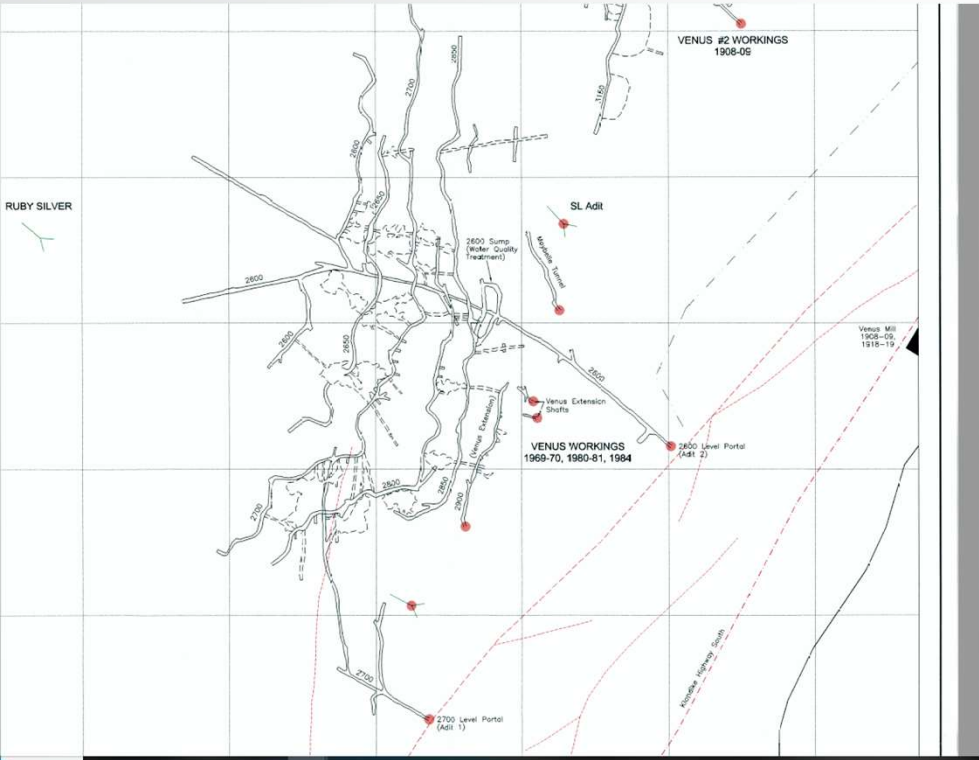 VENUS #2 WORKINGS
1908-09
2800
2700
3150
2600
2650
RUBY SILVER
SL Adit
2600 Sump
(Water Quality
Treatment)
Maybelle Tunnel
2600
2600
2650
Venus Mill
1908-09,
1918-19
2600
Venus Extension
Shafts
(Venus Extension)
VENUS WORKINGS
1969-70, 1980-81, 1984
2600 Level Portal
(Adit 2)
2800
2850
2900
2700
Klondike Highway South
2700
2700 Level Portal
(Adit 1)